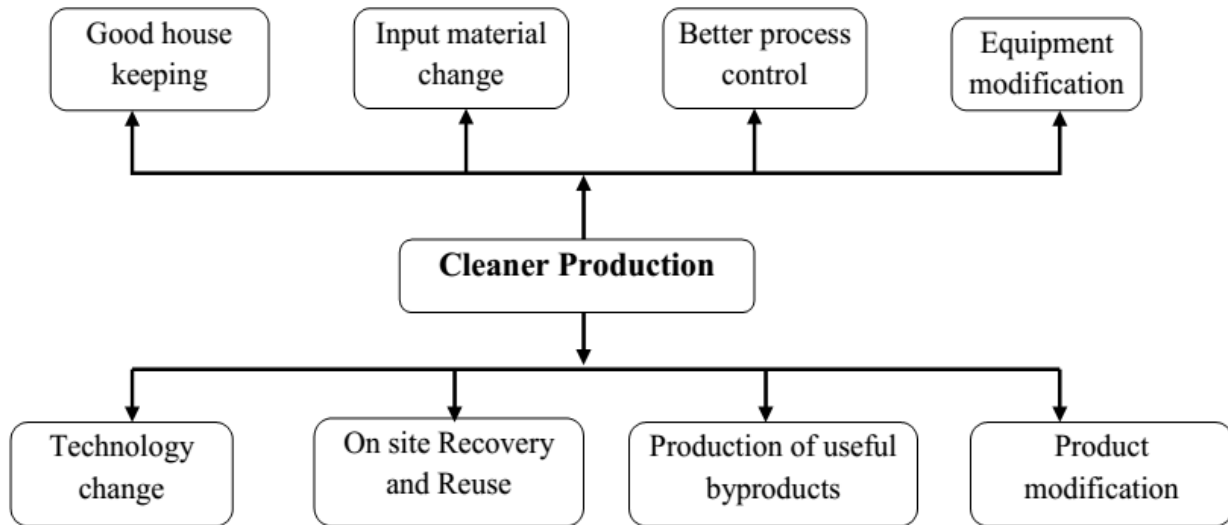 Good house
keeping
Input material
change
Better process
control
Equipment
modification
Cleaner Production
Technology
change
On site Recovery
and Reuse
Production of useful
byproducts
Product
modification